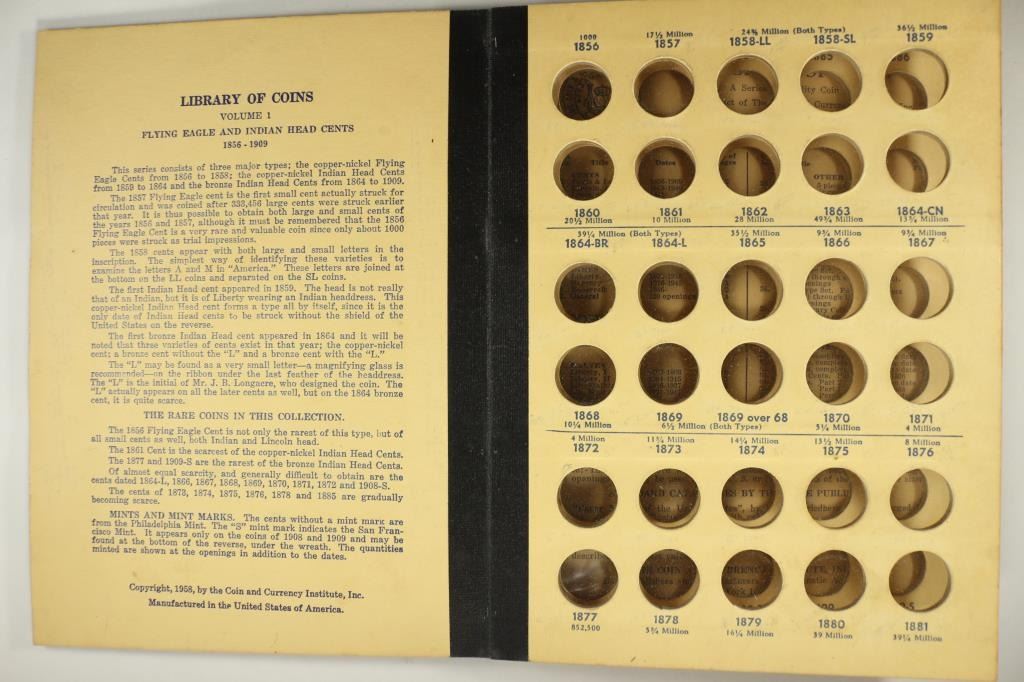 LIBRARY OF COINS
VOLUME 1
FLYING EAGLE AND INDIAN HEAD CENTS
1856 - 1909
This series consists of three major types; the copper-nickel Flying
Eagle Cents from 1856 to 1858; the copper-nickel Indian Head Cents
from 1859 to 1864 and the bronze Indian Head Cents from 1864 to 1909.
The 1857 Flying Eagle cent is the first small cent actually struck for
circulation and was coined after 333,456 large cents were struck earlier
that year. It is thus possible to obtain both large and small cents of
the years 1856 and 1857, although it must be remembered that the 1856
Flying Eagle Cent is a very rare and valuable coin since only about 1000
pieces were struck as trial impressions.
The 1858 cents appear with both large and small letters in the
inscription. The simplest way of identifying these varieties is to
examine the letters A and M in "America." These letters are joined at
the bottom on the LL coins and separated on the SL coins.
The first Indian Head cent appeared in 1859. The head is not really
that of an Indian, but it is of Liberty wearing an Indian headdress. This
copper-nickel Indian Head cent forms a type all by itself, since it is the
only date of Indian Head cents to be struck without the shield of the
United States on the reverse.
The first bronze Indian Head cent appeared in 1864 and it will be
noted that three varieties of cents exist in that year; the copper-nickel
cent; a bronze cent without the "L" and a bronze cent with the "L."
The "L" may be found as a very small letter—a magnifying glass is
recommended—on the ribbon under the last feather of the headdress.
The "L" is the initial of Mr. J. B. Longacre, who designed the coin. The
"L" actually appears on all the later cents as well, but on the 1864 bronze
cent, it is quite scarce.
THE RARE COINS IN THIS COLLECTION.
The 1856 Flying Eagle Cent is not only the rarest of this type, but of
all small cents as well, both Indian and Lincoln head.
The 1861 Cent is the scarcest of the copper-nickel Indian Head Cents.
The 1877 and 1909-S are the rarest of the bronze Indian Head Cents.
Of almost equal scarcity, and generally difficult to obtain are the
cents dated 1864-L, 1866, 1867, 1868, 1869, 1870, 1871, 1872 and 1908-S.
The cents of 1873, 1874, 1875, 1876, 1878 and 1885 are gradually
becoming scarce.
MINTS AND MINT MARKS. The cents without a mint mark are
from the Philadelphia Mint. The "S" mint mark indicates the San Fran-
cisco Mint. It appears only on the coins of 1908 and 1909 and may be
found at the bottom of the reverse, under the wreath. The quantities
minted are shown at the openings in addition to the dates.
Copyright, 1958, by the Coin and Currency Institute, Inc.
Manufactured in the United States of America.
1000 17½ Million 24¾ Million (Both Types) 36½ Million
1856 1857 1858-LL 1858-SL 1859
1860 1861 1862 1863 1864-CN
20½ Million 10 Million 28 Million 49¾ Million 13¾ Million
39¼ Million (Both Types) 35½ Million 9¾ Million 9¾ Million
1864-BR 1864-L 1865 1866 1867
1868 1869 1869 over 68 1870 1871
10¼ Million 6½ Million (Both Types) 5¼ Million 4 Million
4 Million 11¾ Million 14¼ Million 13½ Million 8 Million
1872 1873 1874 1875 1876
1877 1878 1879 1880 1881
852,500 5¾ Million 16¼ Million 39 Million 39¼ Million